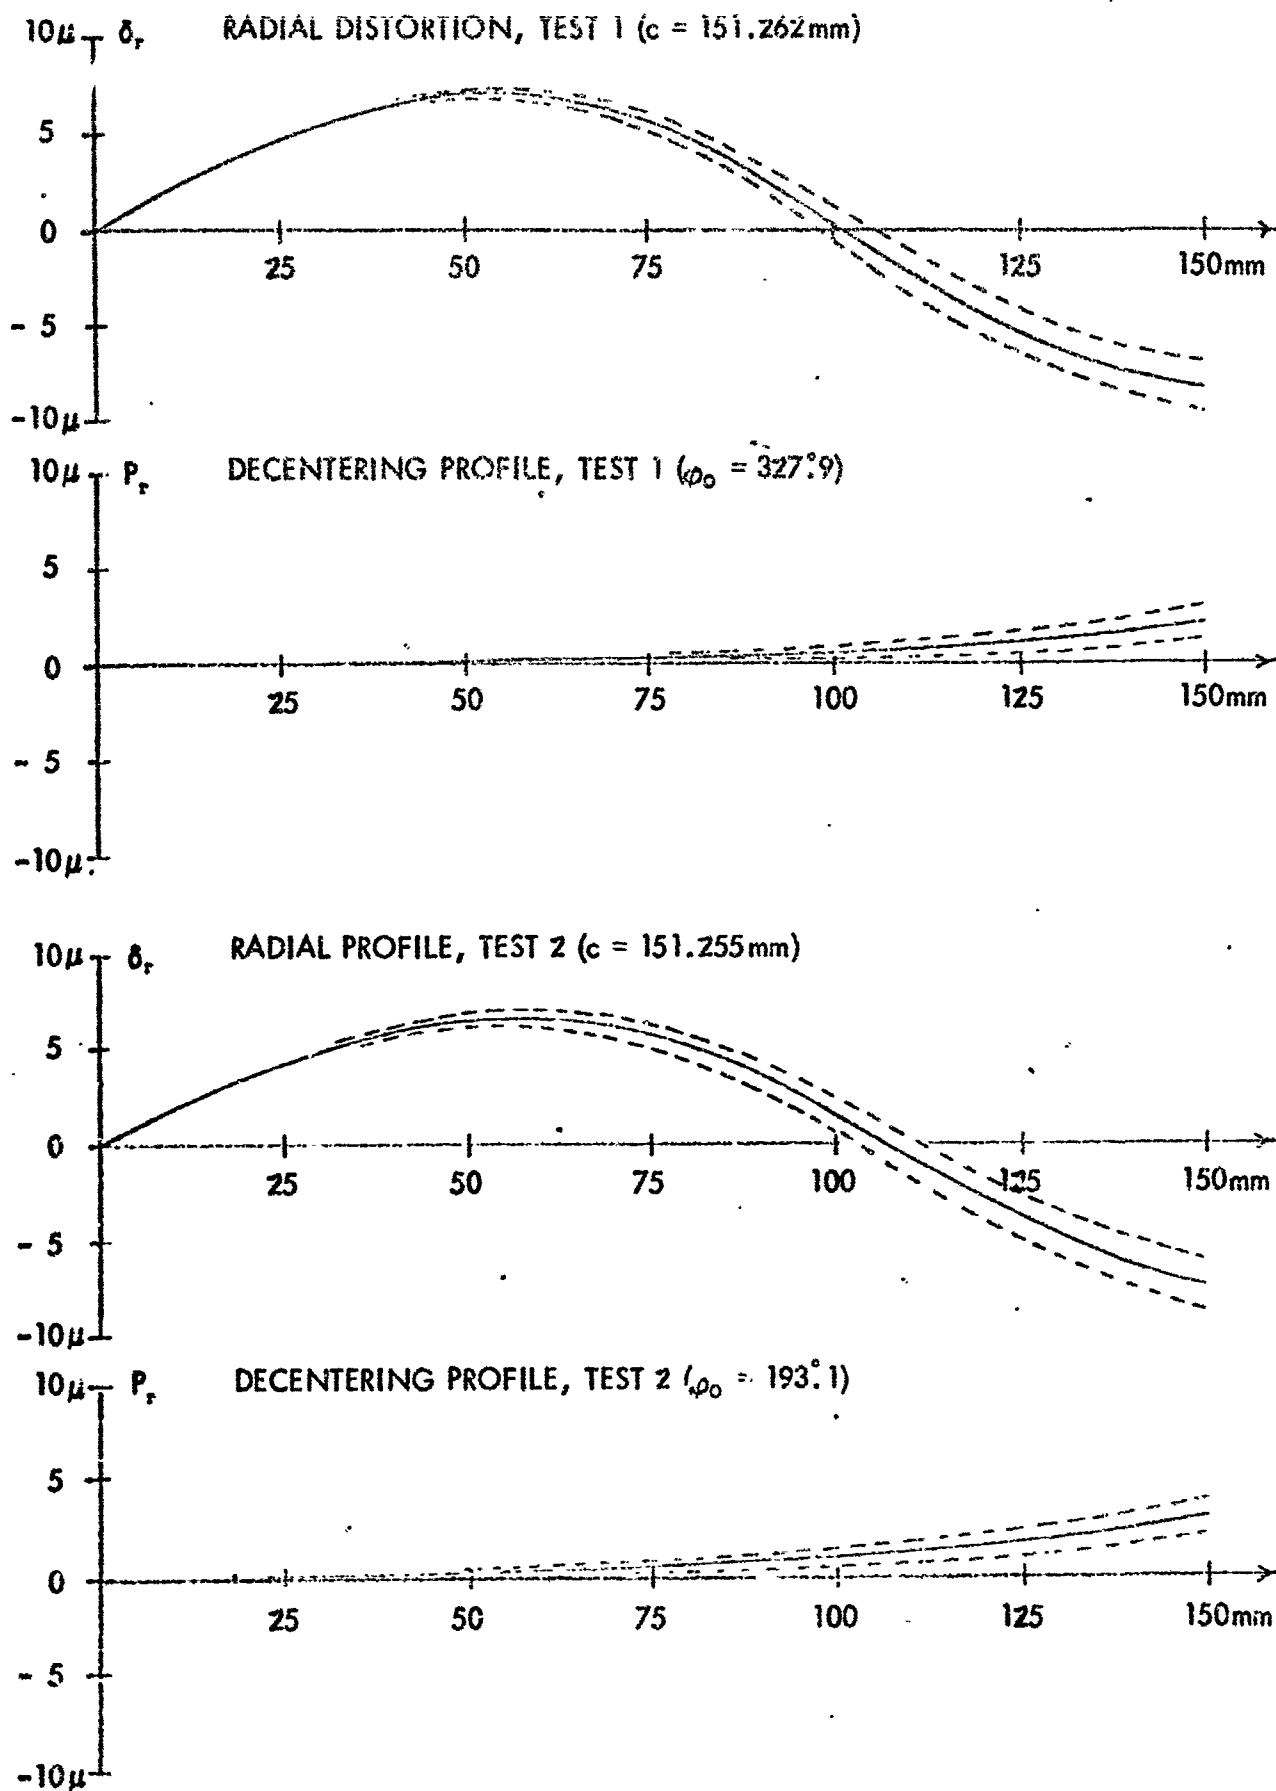 10μ δr RADIAL DISTORTION, TEST 1 (c = 151.262mm)
5
0
25 50 75 100 125 150mm
- 5
-10μ
10μ Pr DECENTERING PROFILE, TEST 1 (φ0 = 327°.9)
5
0
25 50 75 100 125 150mm
- 5
-10μ
10μ δr RADIAL PROFILE, TEST 2 (c = 151.255mm)
5
0
25 50 75 100 125 150mm
- 5
-10μ
10μ Pr DECENTERING PROFILE, TEST 2 (φ0 = 193°.1)
5
0
25 50 75 100 125 150mm
- 5
-10μ